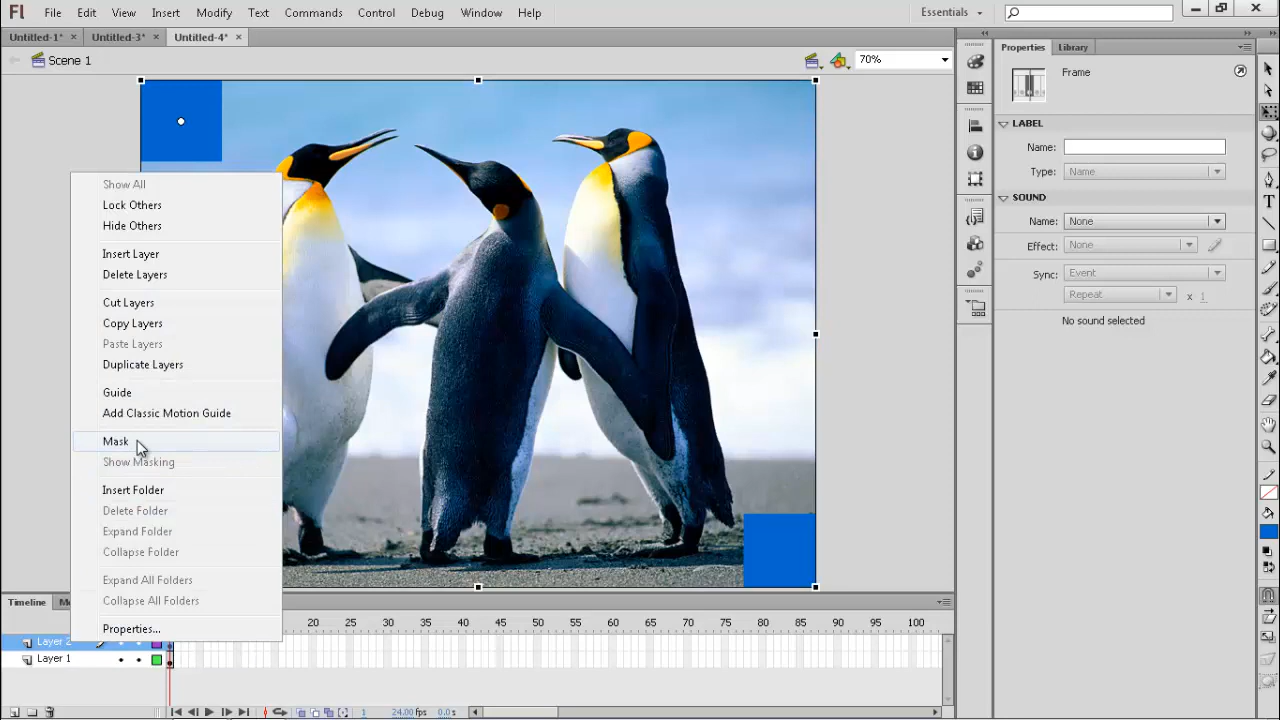 Fl File Edit View Insert Modify Text Commands Control Debug Window Help Essentials
Untitled-1* × Untitled-3* × Untitled-4* ×
Scene 1 70%
Show All
Lock Others
Hide Others
Insert Layer
Delete Layers
Cut Layers
Copy Layers
Paste Layers
Duplicate Layers
Guide
Add Classic Motion Guide
Mask
Show Masking
Insert Folder
Delete Folder
Expand Folder
Collapse Folder
Expand All Folders
Collapse All Folders
Properties...
Properties Library
Frame
LABEL
Name:
Type: Name
SOUND
Name: None
Effect: None
Sync: Event
Repeat x 1
No sound selected
Timeline
20 25 30 35 40 45 50 55 60 65 70 75 80 85 90 95 100
Layer 2
Layer 1
1 24.00 fps 0.0 s